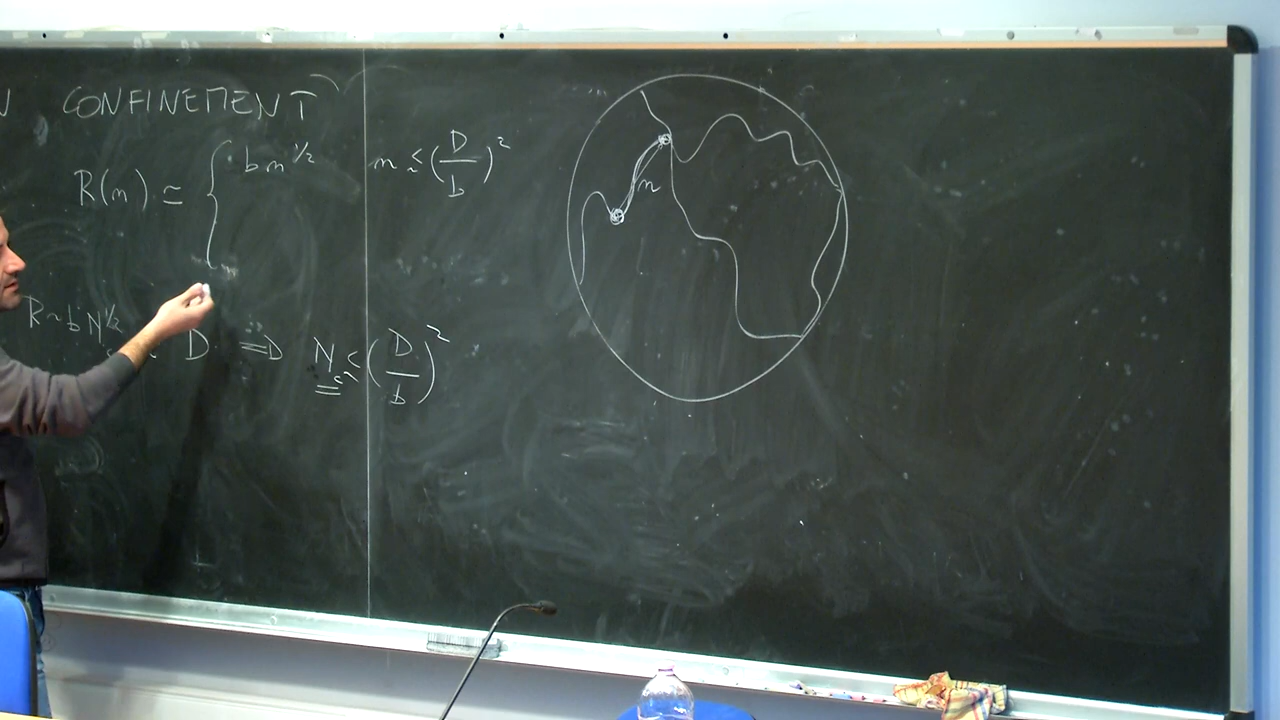 N CONFINEMENT
R(n) ≃ { b n^{1/2} n ≲ (D/b)^2
n
R ~ b N^{1/2}
D ⇒ N ≲ (D/b)^2